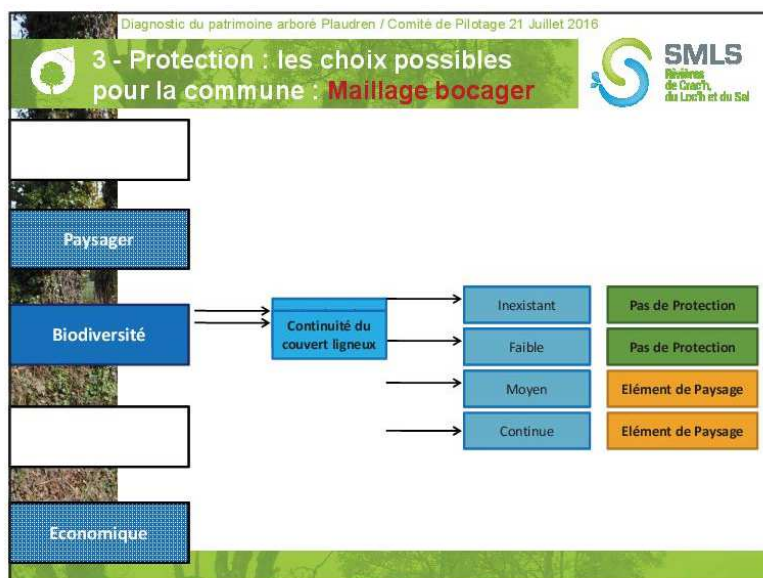 Diagnostic du patrimoine arboré Plaudren / Comité de Pilotage 21 Juillet 2016
3 - Protection : les choix possibles
pour la commune : Maillage bocager
SMLS
Rivières
de Crac'h,
du Loc'h et du Sal
Paysager
Biodiversité
Continuité du
couvert ligneux
Inexistant
Pas de Protection
Faible
Pas de Protection
Moyen
Elément de Paysage
Continue
Elément de Paysage
Economique